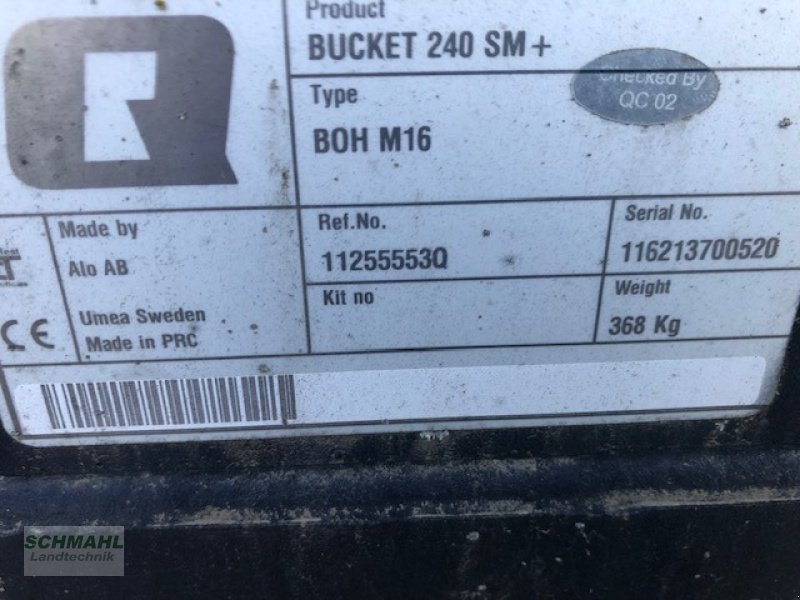 Product
BUCKET 240 SM+
Checked By
QC 02
Type
BOH M16
Made by
Alo AB
Umea Sweden
Made in PRC
Ref.No.
11255553Q
Serial No.
116213700520
Kit no
Weight
368 Kg
CE
SCHMAHL
Landtechnik